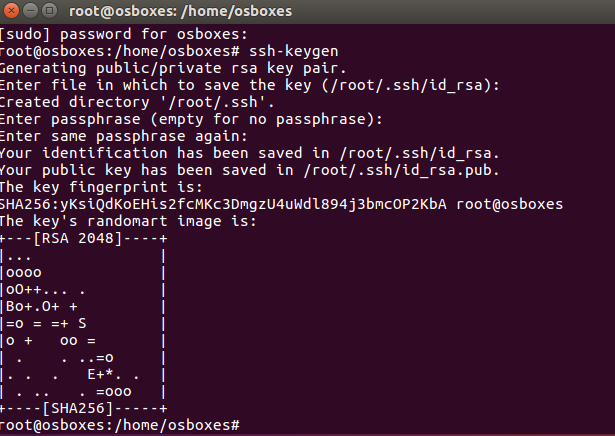 root@osboxes: /home/osboxes
[sudo] password for osboxes:
root@osboxes:/home/osboxes# ssh-keygen
Generating public/private rsa key pair.
Enter file in which to save the key (/root/.ssh/id_rsa):
Created directory '/root/.ssh'.
Enter passphrase (empty for no passphrase):
Enter same passphrase again:
Your identification has been saved in /root/.ssh/id_rsa.
Your public key has been saved in /root/.ssh/id_rsa.pub.
The key fingerprint is:
SHA256:yKsiQdKoEHis2fcMKc3DmgzU4uWdl894j3bmcOP2KbA root@osboxes
The key's randomart image is:
+---[RSA 2048]----+
|...              |
|oooo             |
|oO++... .        |
|Bo+.O+ +         |
|=o = =+ S        |
|o +   oo =       |
| .    . ..=o     |
|. .  .   E+*. .  |
| . ..   . =ooo   |
+----[SHA256]-----+
root@osboxes:/home/osboxes#